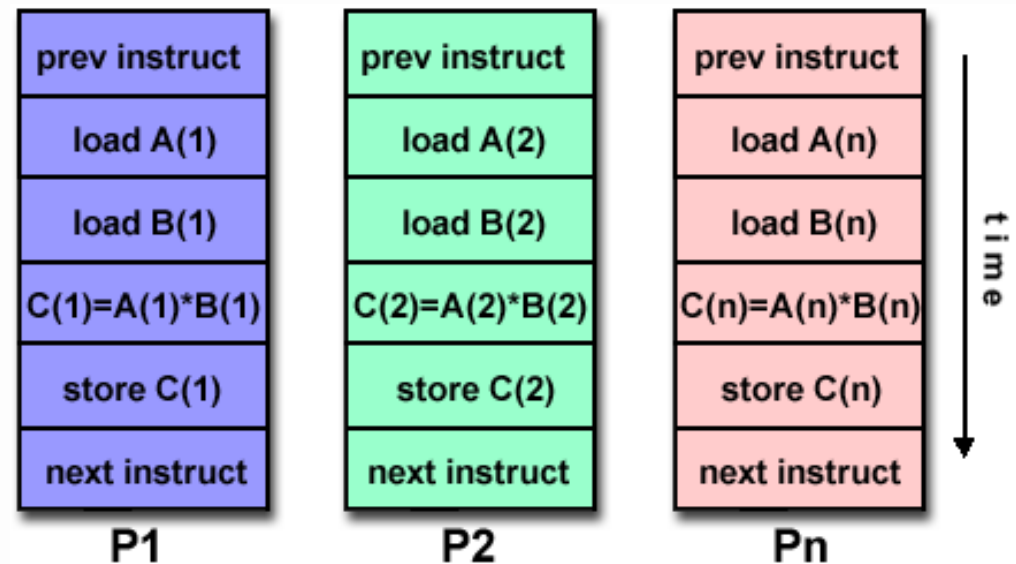 prev instruct
load A(1)
load B(1)
C(1)=A(1)*B(1)
store C(1)
next instruct
P1
prev instruct
load A(2)
load B(2)
C(2)=A(2)*B(2)
store C(2)
next instruct
P2
prev instruct
load A(n)
load B(n)
C(n)=A(n)*B(n)
store C(n)
next instruct
Pn
time